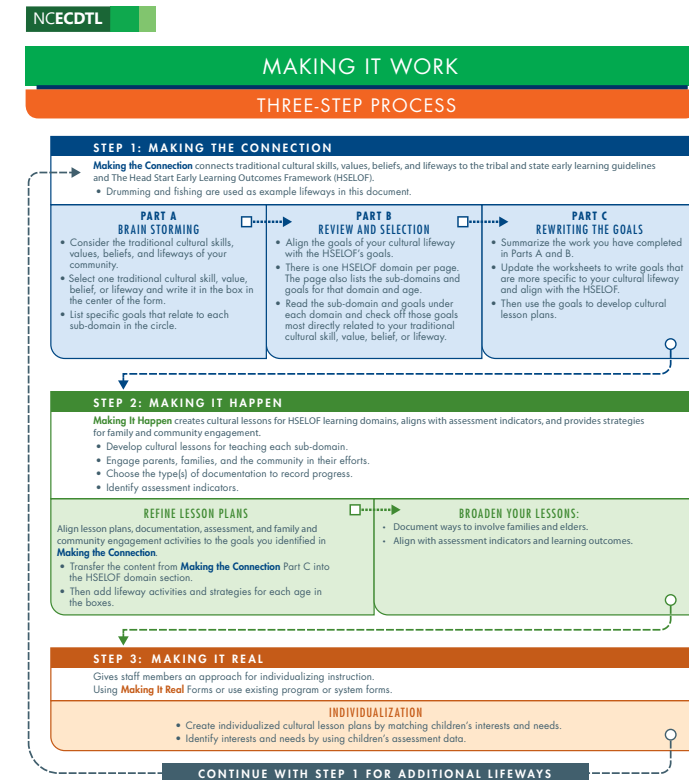 NCECDTL
MAKING IT WORK
THREE-STEP PROCESS
STEP 1: MAKING THE CONNECTION
Making the Connection connects traditional cultural skills, values, beliefs, and lifeways to the tribal and state early learning guidelines
and The Head Start Early Learning Outcomes Framework (HSELOF).
• Drumming and fishing are used as example lifeways in this document.
PART A
BRAIN STORMING
• Consider the traditional cultural skills,
values, beliefs, and lifeways of your
community.
• Select one traditional cultural skill, value,
belief, or lifeway and write it in the box in
the center of the form.
• List specific goals that relate to each
sub-domain in the circle.
PART B
REVIEW AND SELECTION
• Align the goals of your cultural lifeway
with the HSELOF's goals.
• There is one HSELOF domain per page.
The page also lists the sub-domains and
goals for that domain and age.
• Read the sub-domain and goals under
each domain and check off those goals
most directly related to your traditional
cultural skill, value, belief, or lifeway.
PART C
REWRITING THE GOALS
• Summarize the work you have completed
in Parts A and B.
• Update the worksheets to write goals that
are more specific to your cultural lifeway
and align with the HSELOF.
• Then use the goals to develop cultural
lesson plans.
STEP 2: MAKING IT HAPPEN
Making It Happen creates cultural lessons for HSELOF learning domains, aligns with assessment indicators, and provides strategies
for family and community engagement.
• Develop cultural lessons for teaching each sub-domain.
• Engage parents, families, and the community in their efforts.
• Choose the type(s) of documentation to record progress.
• Identify assessment indicators.
REFINE LESSON PLANS
Align lesson plans, documentation, assessment, and family and
community engagement activities to the goals you identified in
Making the Connection.
• Transfer the content from Making the Connection Part C into
the HSELOF domain section.
• Then add lifeway activities and strategies for each age in
the boxes.
BROADEN YOUR LESSONS:
• Document ways to involve families and elders.
• Align with assessment indicators and learning outcomes.
STEP 3: MAKING IT REAL
Gives staff members an approach for individualizing instruction.
Using Making It Real Forms or use existing program or system forms.
INDIVIDUALIZATION
• Create individualized cultural lesson plans by matching children's interests and needs.
• Identify interests and needs by using children's assessment data.
CONTINUE WITH STEP 1 FOR ADDITIONAL LIFEWAYS